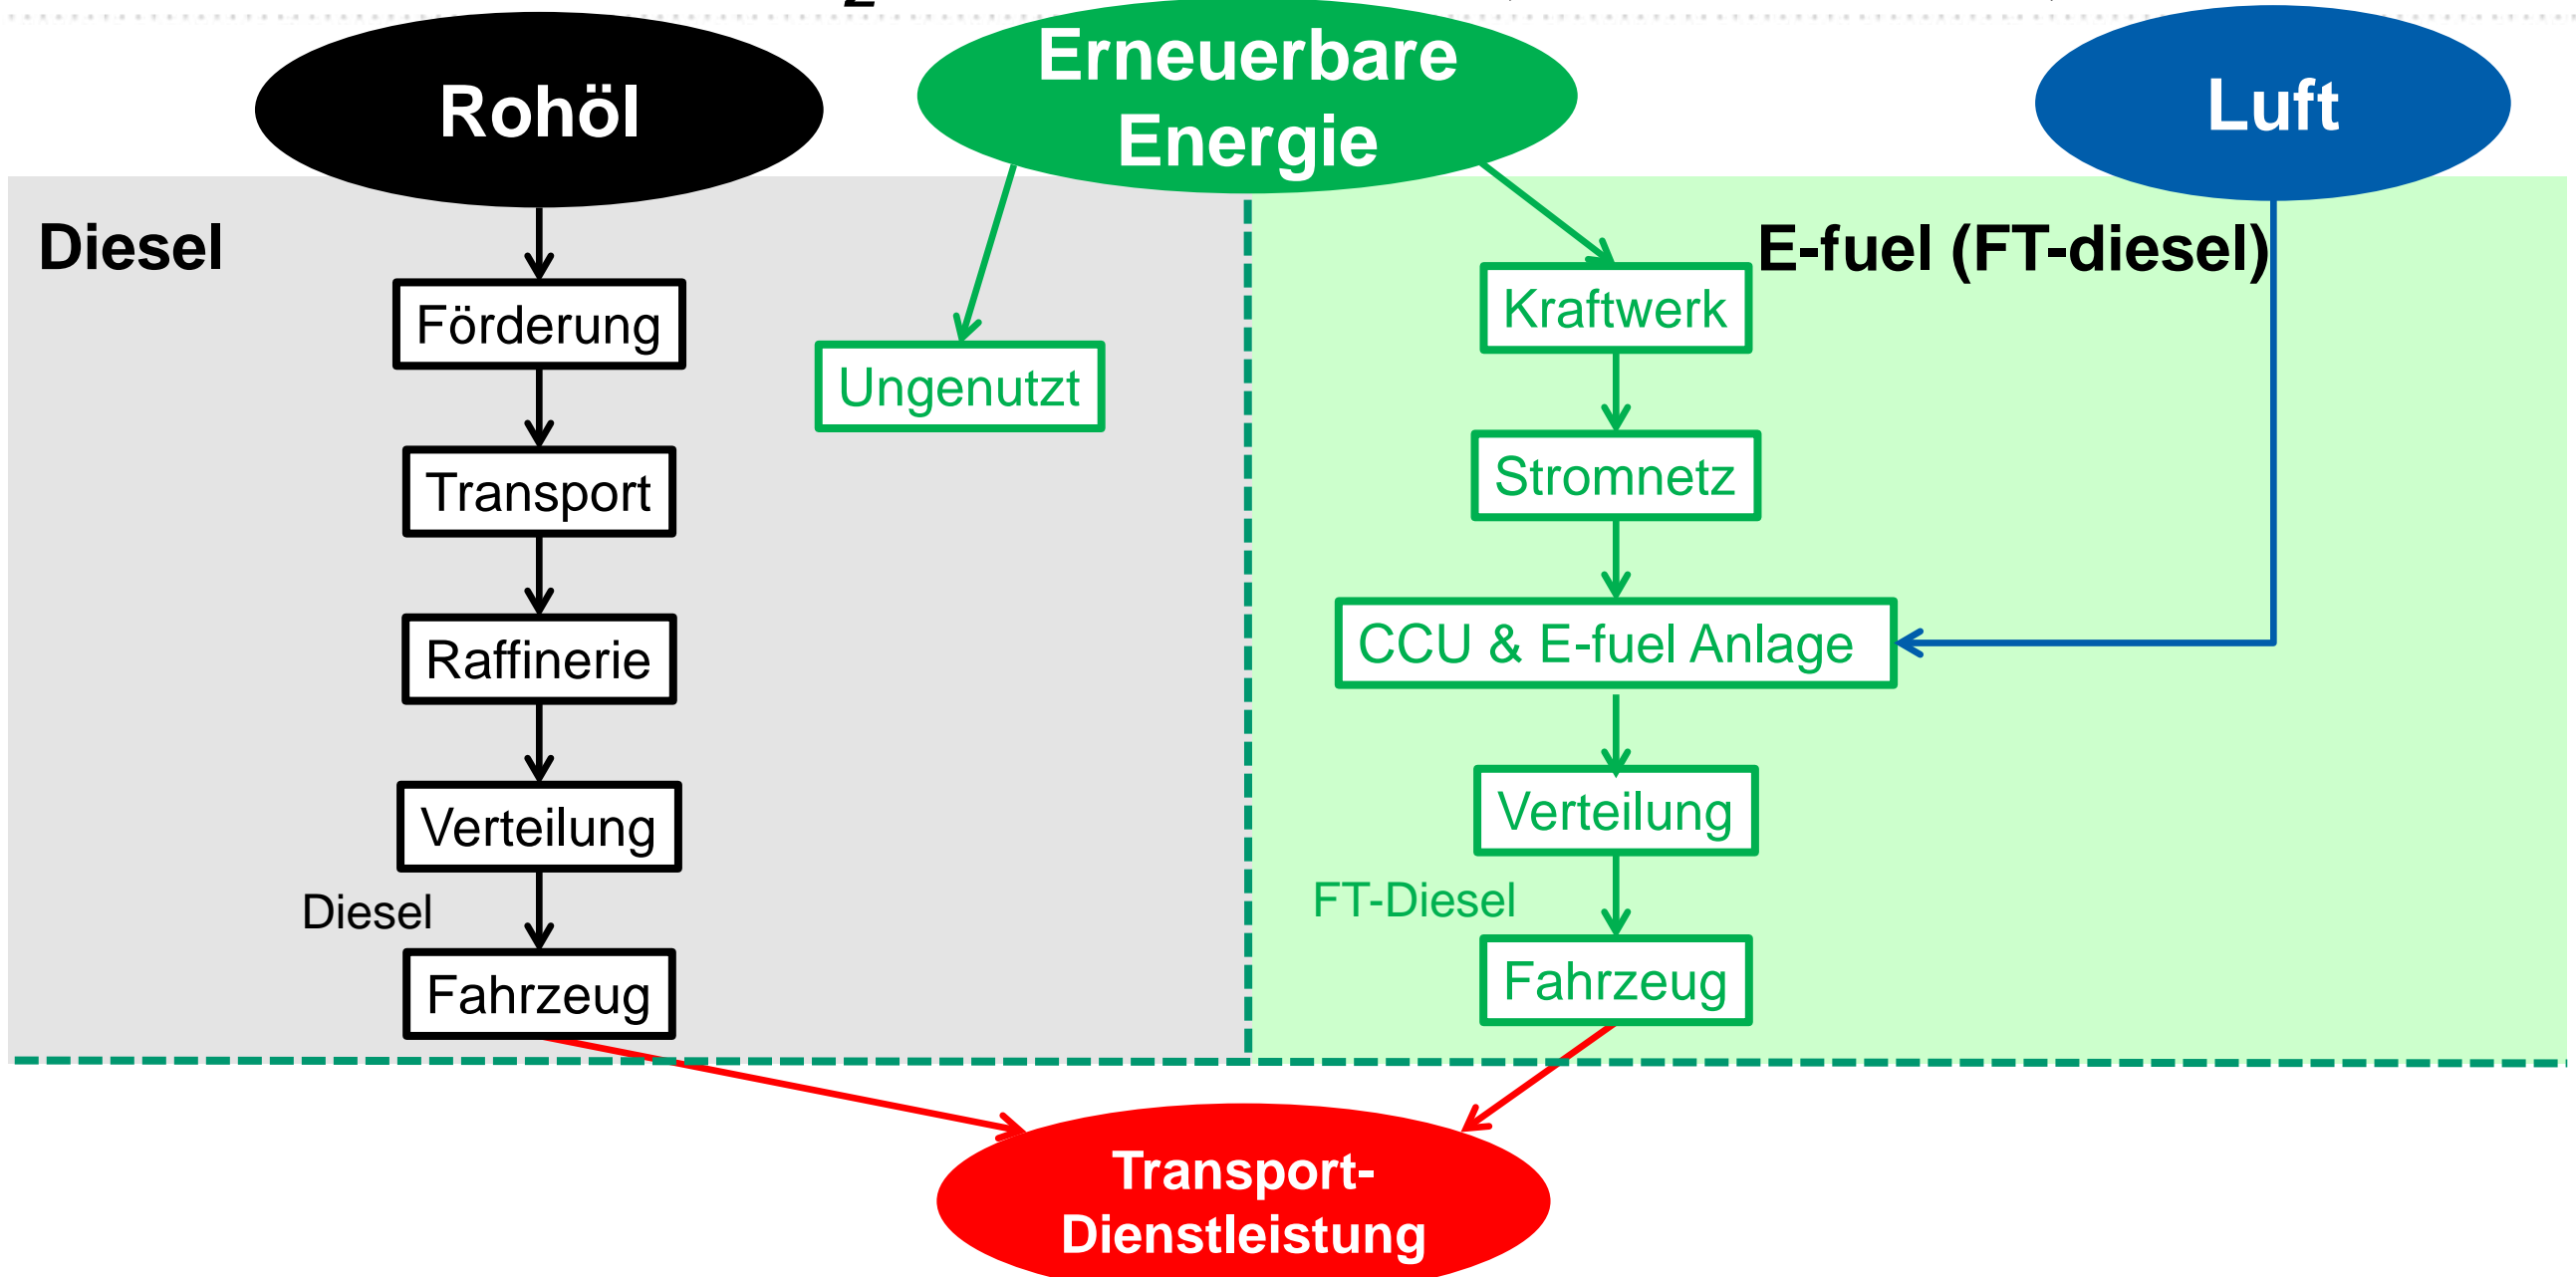 2
Rohöl
Erneuerbare
Energie
Luft
Diesel
E-fuel (FT-diesel)
Förderung
Kraftwerk
Ungenutzt
Transport
Stromnetz
Raffinerie
CCU & E-fuel Anlage
Verteilung
Verteilung
Diesel
FT-Diesel
Fahrzeug
Fahrzeug
Transport-
Dienstleistung